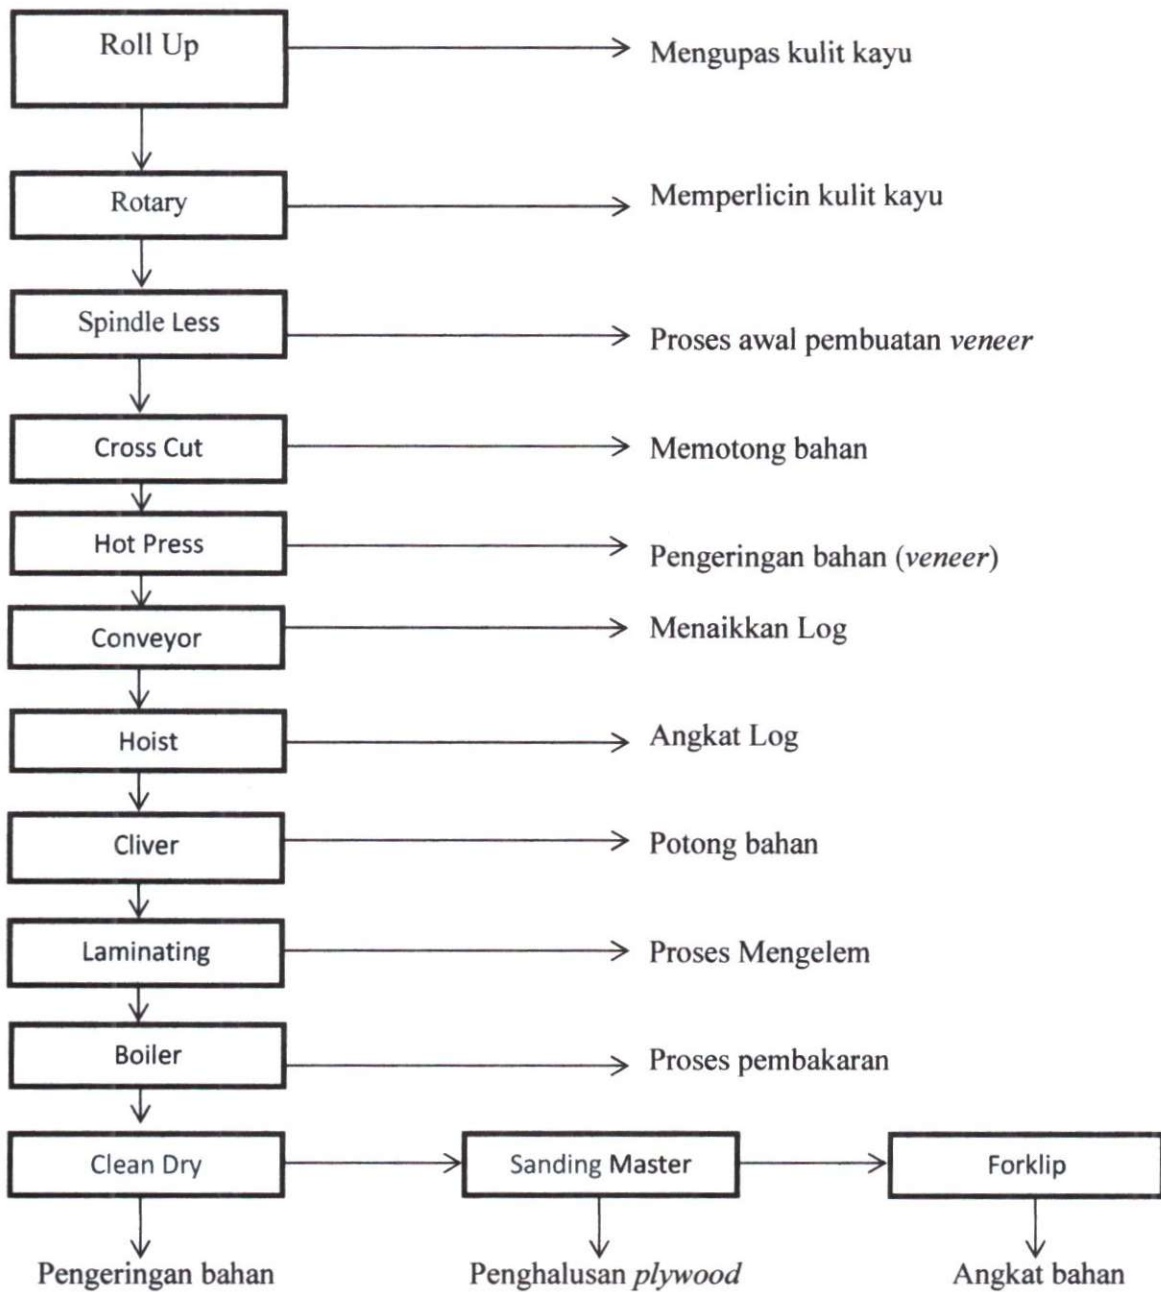 Roll Up
Mengupas kulit kayu
Rotary
Memperlicin kulit kayu
Spindle Less
Proses awal pembuatan veneer
Cross Cut
Memotong bahan
Hot Press
Pengeringan bahan (veneer)
Conveyor
Menaikkan Log
Hoist
Angkat Log
Cliver
Potong bahan
Laminating
Proses Mengelem
Boiler
Proses pembakaran
Clean Dry
Sanding Master
Forklip
Pengeringan bahan
Penghalusan plywood
Angkat bahan